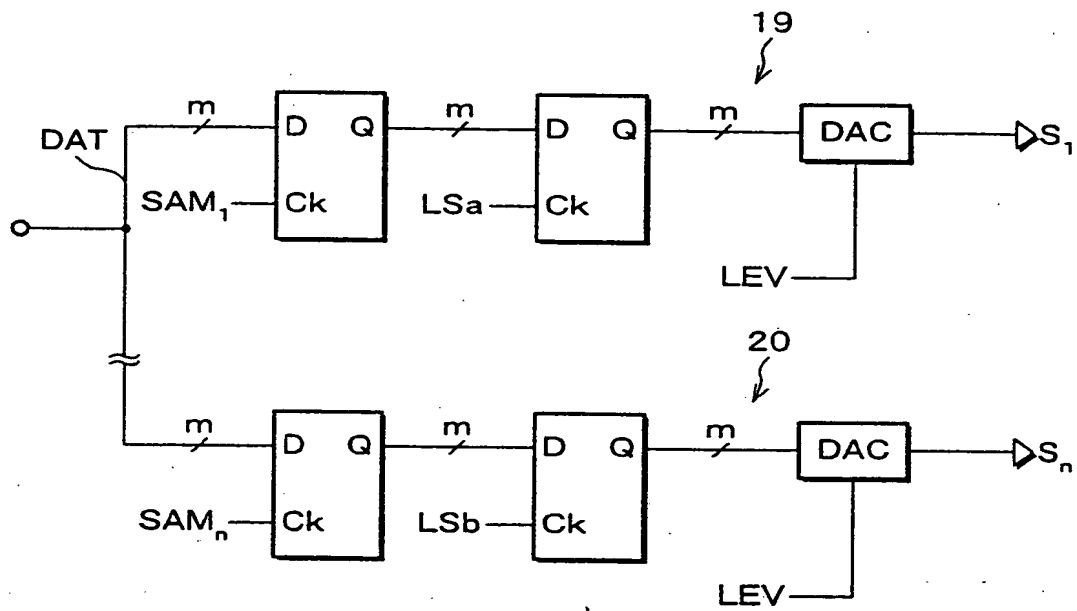 19
m m m
D Q D Q DAC S₁
DAT
SAM₁ Ck LSa Ck
LEV
20
m m m
D Q D Q DAC Sₙ
SAMₙ Ck LSb Ck
LEV